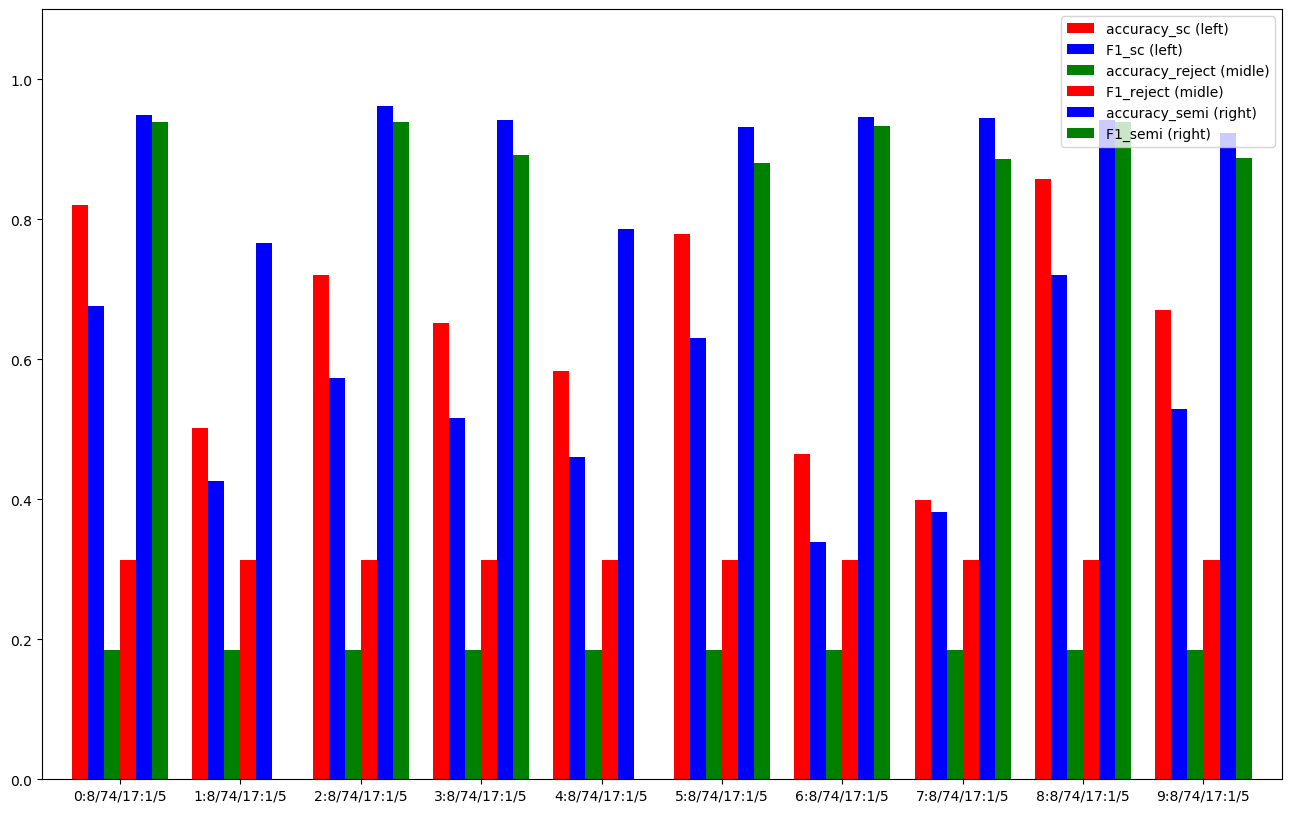 accuracy_sc (left)
F1_sc (left)
accuracy_reject (midle)
F1_reject (midle)
accuracy_semi (right)
F1_semi (right)
1.0
0.8
0.6
0.4
0.2
0.0
0:8/74/17:1/5 1:8/74/17:1/5 2:8/74/17:1/5 3:8/74/17:1/5 4:8/74/17:1/5 5:8/74/17:1/5 6:8/74/17:1/5 7:8/74/17:1/5 8:8/74/17:1/5 9:8/74/17:1/5